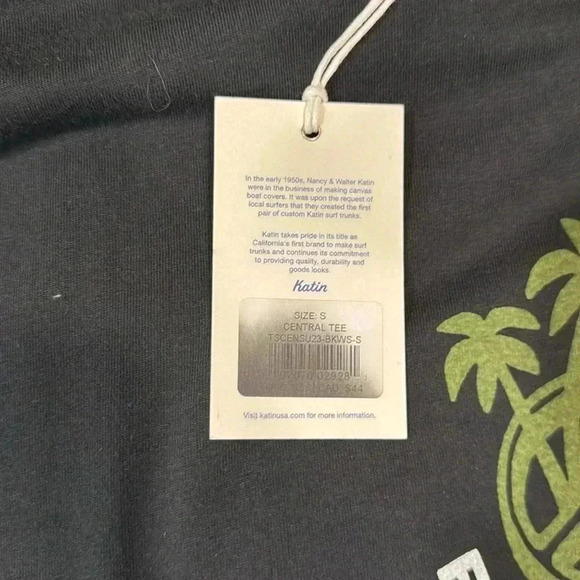 In the early 1950s, Nancy & Walter Katin
were in the business of making canvas
boat covers. It was upon the request of
local surfers that they created the first
pair of custom Katin surf trunks.
Katin takes pride in its title as
California's first brand to make surf
trunks and continues its commitment
to providing quality, durability and
goods looks.
Katin
SIZE: S
CENTRAL TEE
TSCENSU23-BKWS-S
$44
Visit katinusa.com for more information.